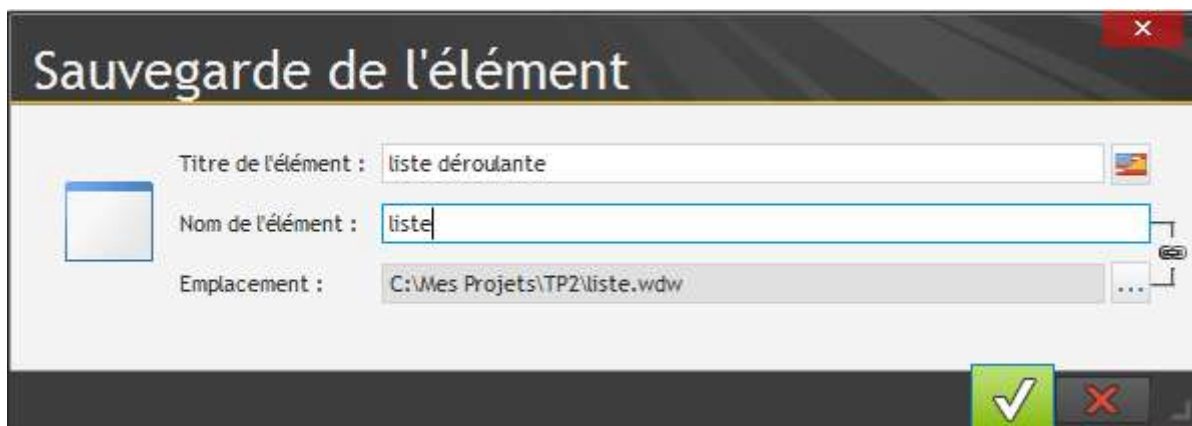 Sauvegarde de l'élément
Titre de l'élément : liste déroulante
Nom de l'élément : liste
Emplacement : C:\Mes Projets\TP2\liste.wdw ...